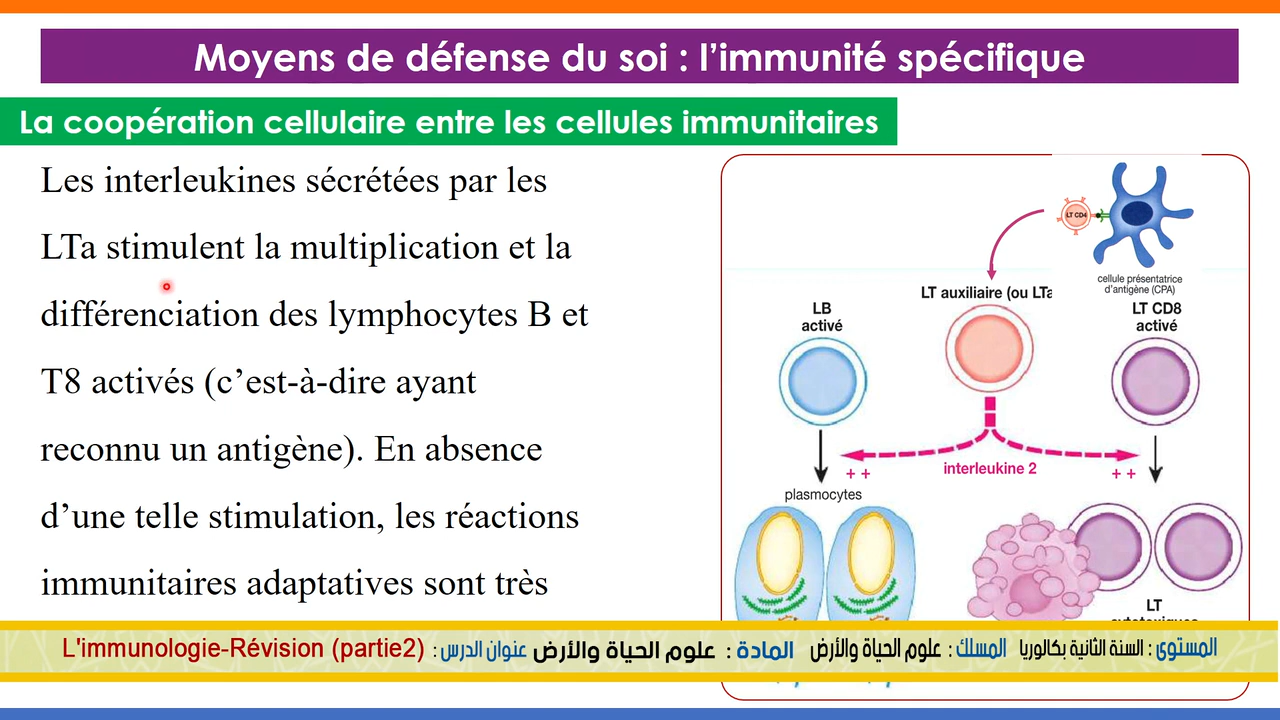 Moyens de défense du soi : l’immunité spécifique
La coopération cellulaire entre les cellules immunitaires
Les interleukines sécrétées par les
LTa stimulent la multiplication et la
différenciation des lymphocytes B et
T8 activés (c’est-à-dire ayant
reconnu un antigène). En absence
d’une telle stimulation, les réactions
immunitaires adaptatives sont très
LT CD4
cellule présentatrice
d'antigène (CPA)
LT auxiliaire (ou LTa
LB
activé
LT CD8
activé
interleukine 2
+ +
+ +
plasmocytes
LT
المستوى : السنة الثانية بكالوريا المسلك : علوم الحياة والأرض المادة : علوم الحياة والأرض عنوان الدرس : L'immunologie-Révision (partie2)